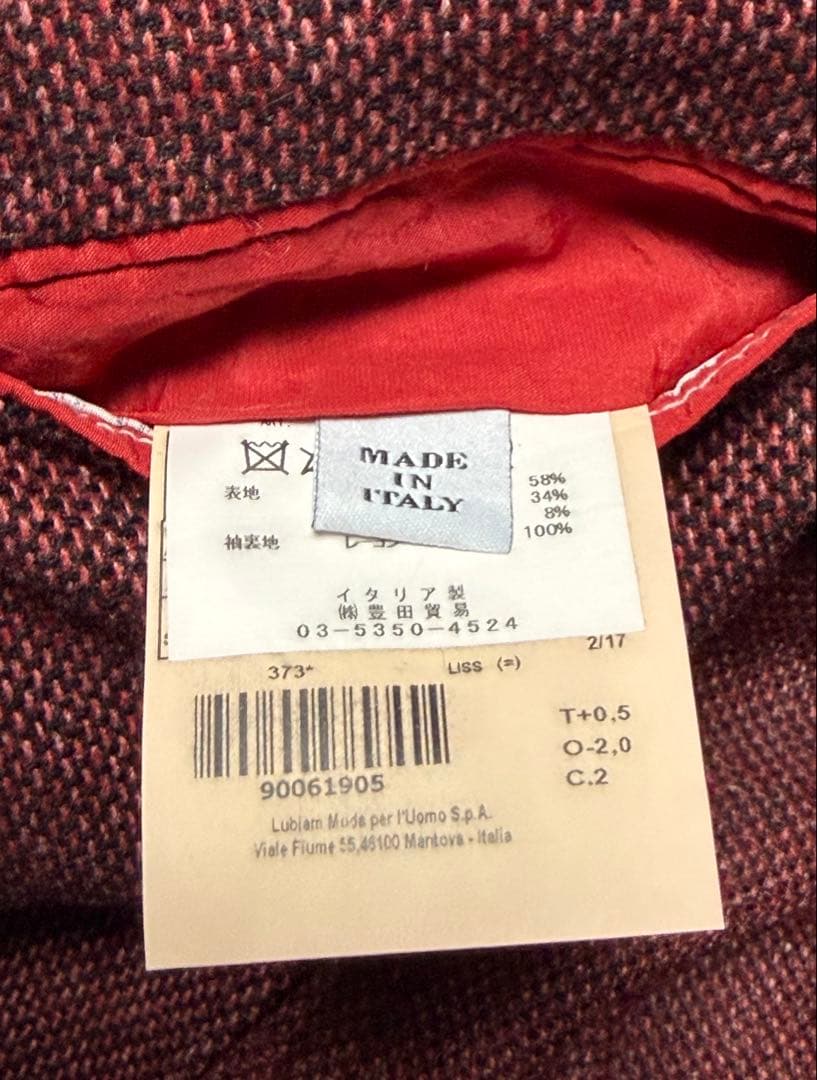 MADE
IN
ITALY
表地
58%
34%
8%
袖裏地
100%
イタリア製
㈱豊田貿易
03-5350-4524
2/17
373*
LISS (=)
T+0,5
O-2,0
C.2
90061905
Lubiam Moda per l'Uomo S.p.A.
Viale Fiume 55,46100 Mantova - Italia